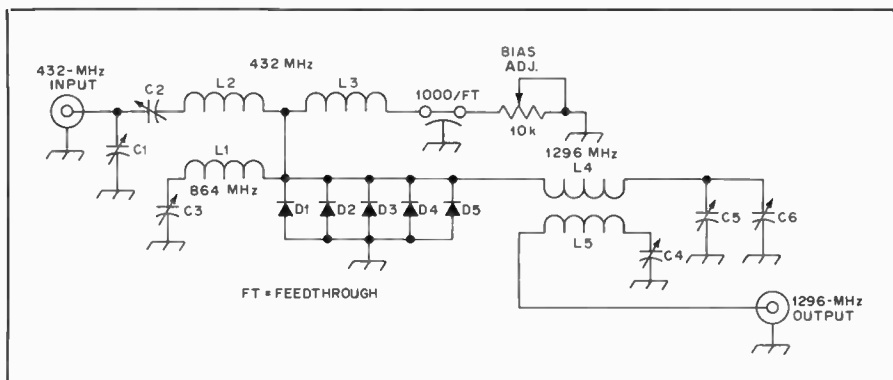 432-MHz
INPUT
C2
L2
432 MHz
L3
1000/FT
BIAS
ADJ.
10k
C1
L1
864 MHz
C3
D1
D2
D3
D4
D5
1296 MHz
L4
L5
C4
C5
C6
FT = FEEDTHROUGH
1296-MHz
OUTPUT